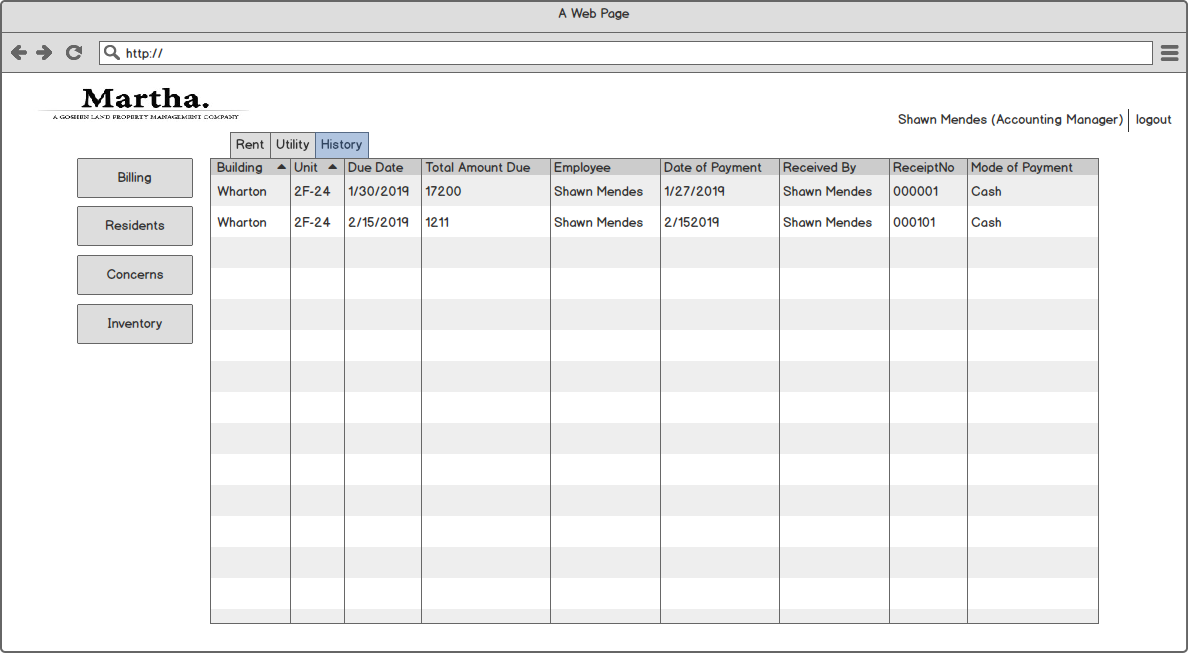 A Web Page
http://
Martha.
A GOSHEN LAND PROPERTY MANAGEMENT COMPANY
Shawn Mendes (Accounting Manager) logout
Rent Utility History
Billing
Residents
Concerns
Inventory
Building Unit Due Date Total Amount Due Employee Date of Payment Received By ReceiptNo Mode of Payment
Wharton 2F-24 1/30/2019 17200 Shawn Mendes 1/27/2019 Shawn Mendes 000001 Cash
Wharton 2F-24 2/15/2019 1211 Shawn Mendes 2/152019 Shawn Mendes 000101 Cash